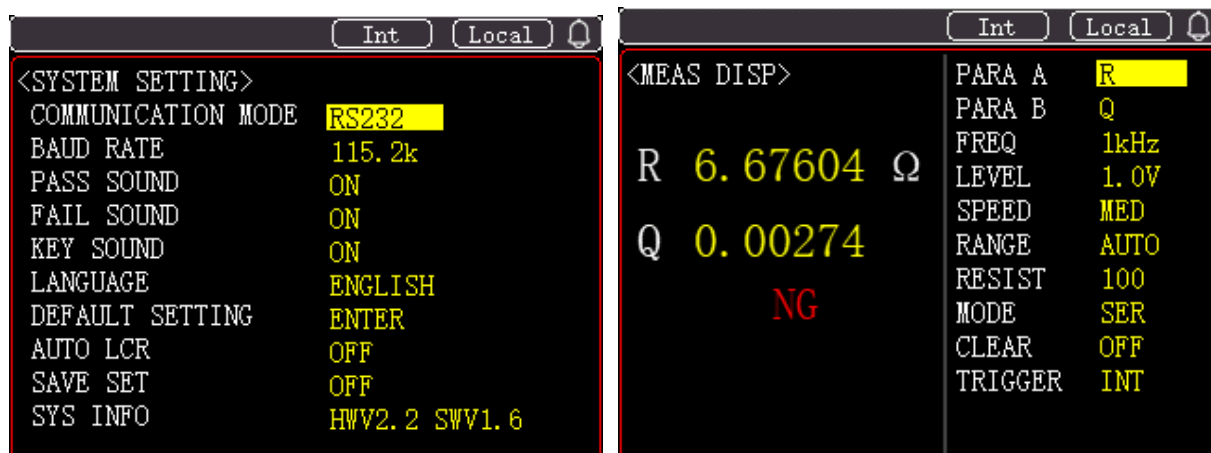 Int Local
<SYSTEM SETTING>
COMMUNICATION MODE RS232
BAUD RATE 115.2k
PASS SOUND ON
FAIL SOUND ON
KEY SOUND ON
LANGUAGE ENGLISH
DEFAULT SETTING ENTER
AUTO LCR OFF
SAVE SET OFF
SYS INFO HWV2.2 SWV1.6
Int Local
<MEAS DISP>
R 6.67604 Ω
Q 0.00274
NG
PARA A R
PARA B Q
FREQ 1kHz
LEVEL 1.0V
SPEED MED
RANGE AUTO
RESIST 100
MODE SER
CLEAR OFF
TRIGGER INT